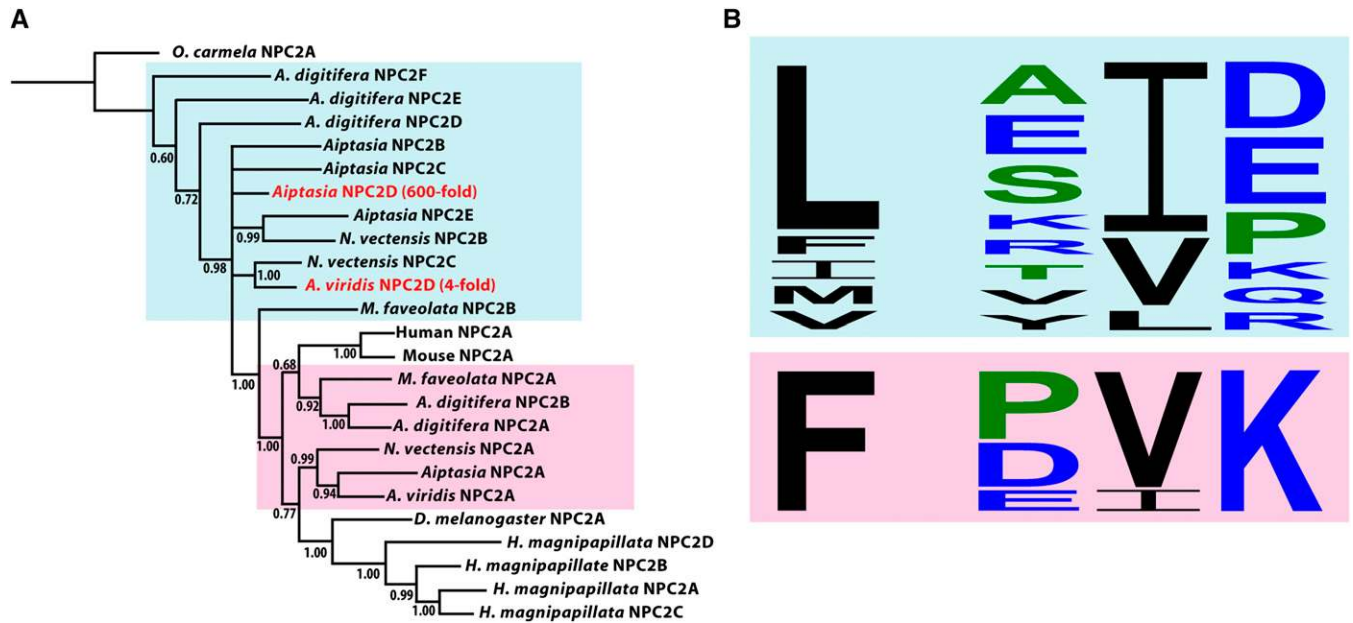 A
O. carmela NPC2A
A. digitifera NPC2F
A. digitifera NPC2E
A. digitifera NPC2D
Aiptasia NPC2B
Aiptasia NPC2C
Aiptasia NPC2D (600-fold)
Aiptasia NPC2E
N. vectensis NPC2B
N. vectensis NPC2C
A. viridis NPC2D (4-fold)
M. faveolata NPC2B
Human NPC2A
Mouse NPC2A
M. faveolata NPC2A
A. digitifera NPC2B
A. digitifera NPC2A
N. vectensis NPC2A
Aiptasia NPC2A
A. viridis NPC2A
D. melanogaster NPC2A
H. magnipapillata NPC2D
H. magnipapillate NPC2B
H. magnipapillata NPC2A
H. magnipapillata NPC2C
0.60
0.72
0.98
0.99
1.00
1.00
1.00
0.68
1.00
0.92
1.00
0.99
0.94
0.77
1.00
1.00
0.99
1.00
B
L
F
I
M
V
A
E
S
K
R
T
V
Y
I
V
L
D
E
P
K
Q
R
F
P
D
E
V
I
K